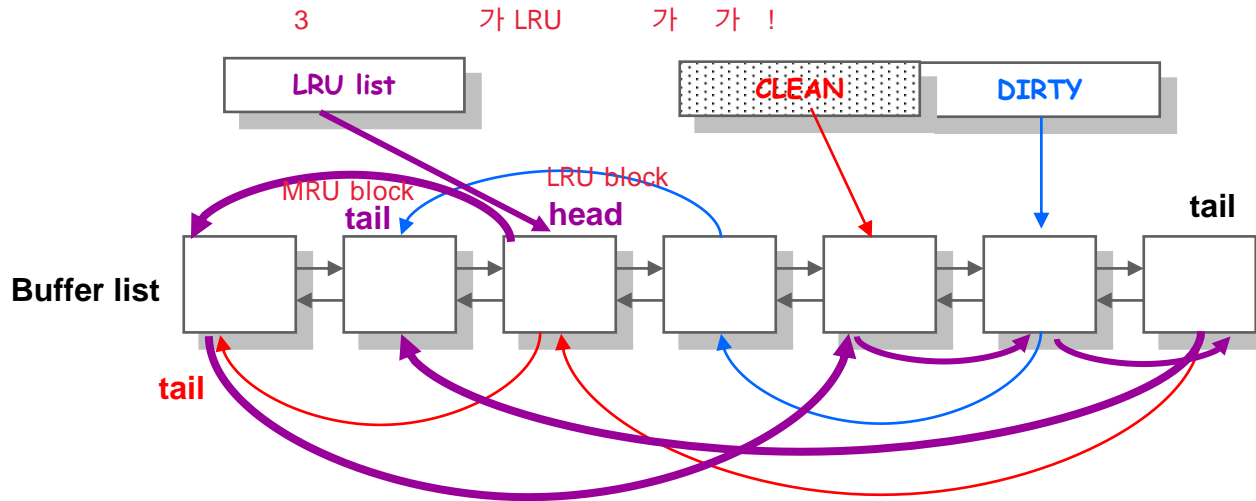 3 가 LRU 가 가 !
LRU list
CLEAN
DIRTY
MRU block
LRU block
tail
head
tail
Buffer list
tail